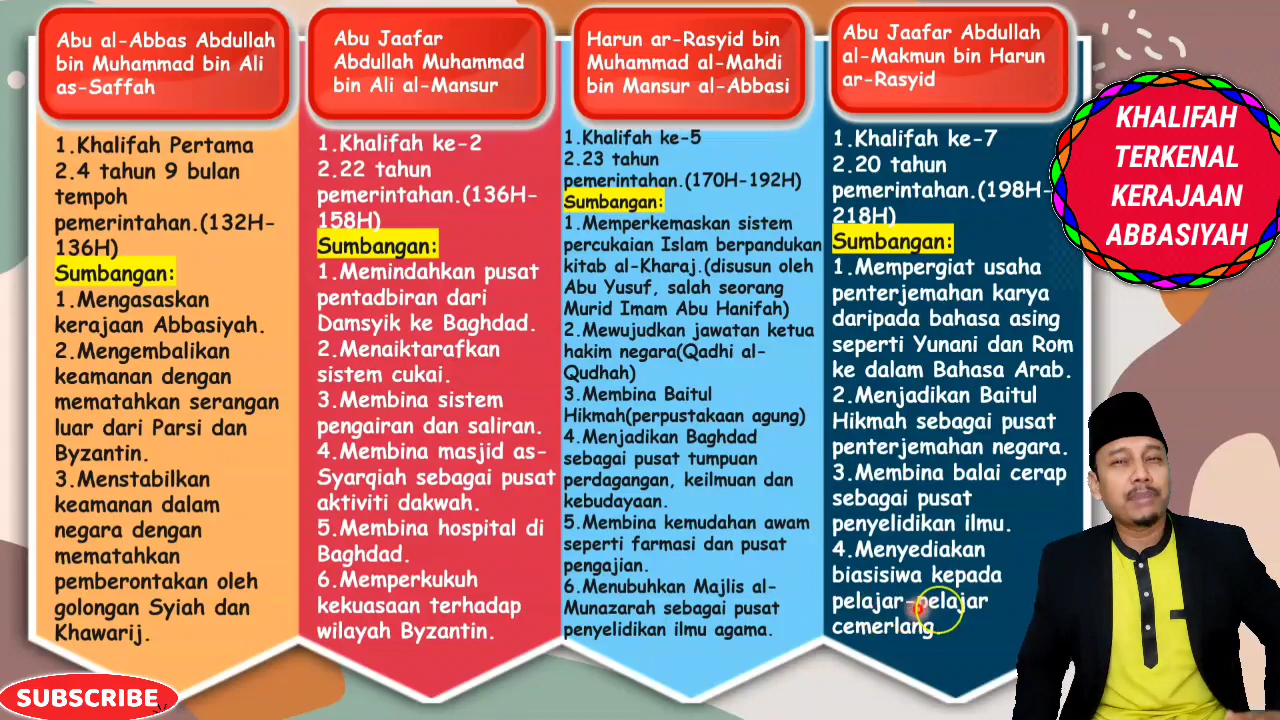 Abu al-Abbas Abdullah
bin Muhammad bin Ali
as-Saffah
1.Khalifah Pertama
2.4 tahun 9 bulan
tempoh
pemerintahan.(132H-
136H)
Sumbangan:
1.Mengasaskan
kerajaan Abbasiyah.
2.Mengembalikan
keamanan dengan
mematahkan serangan
luar dari Parsi dan
Byzantin.
3.Menstabilkan
keamanan dalam
negara dengan
mematahkan
pemberontakan oleh
golongan Syiah dan
Khawarij.
Abu Jaafar
Abdullah Muhammad
bin Ali al-Mansur
1.Khalifah ke-2
2.22 tahun
pemerintahan.(136H-
158H)
Sumbangan:
1.Memindahkan pusat
pentadbiran dari
Damsyik ke Baghdad.
2.Menaiktarafkan
sistem cukai.
3.Membina sistem
pengairan dan saliran.
4.Membina masjid as-
Syarqiah sebagai pusat
aktiviti dakwah.
5.Membina hospital di
Baghdad.
6.Memperkukuh
kekuasaan terhadap
wilayah Byzantin.
Harun ar-Rasyid bin
Muhammad al-Mahdi
bin Mansur al-Abbasi
1.Khalifah ke-5
2.23 tahun
pemerintahan.(170H-192H)
Sumbangan:
1.Memperkemaskan sistem
percukaian Islam berpandukan
kitab al-Kharaj.(disusun oleh
Abu Yusuf, salah seorang
Murid Imam Abu Hanifah)
2.Mewujudkan jawatan ketua
hakim negara(Qadhi al-
Qudhah)
3.Membina Baitul
Hikmah(perpustakaan agung)
4.Menjadikan Baghdad
sebagai pusat tumpuan
perdagangan, keilmuan dan
kebudayaan.
5.Membina kemudahan awam
seperti farmasi dan pusat
pengajian.
6.Menubuhkan Majlis al-
Munazarah sebagai pusat
penyelidikan ilmu agama.
Abu Jaafar Abdullah
al-Makmun bin Harun
ar-Rasyid
1.Khalifah ke-7
2.20 tahun
pemerintahan.(198H-
218H)
Sumbangan:
1.Mempergiat usaha
penterjemahan karya
daripada bahasa asing
seperti Yunani dan Rom
ke dalam Bahasa Arab.
2.Menjadikan Baitul
Hikmah sebagai pusat
penterjemahan negara.
3.Membina balai cerap
sebagai pusat
penyelidikan ilmu.
4.Menyediakan
biasisiwa kepada
pelajar-pelajar
cemerlang.
KHALIFAH
TERKENAL
KERAJAAN
ABBASIYAH
SUBSCRIBE